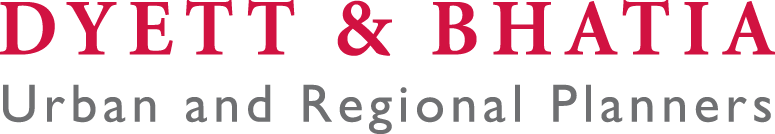 DYETT & BHATIA
Urban and Regional Planners